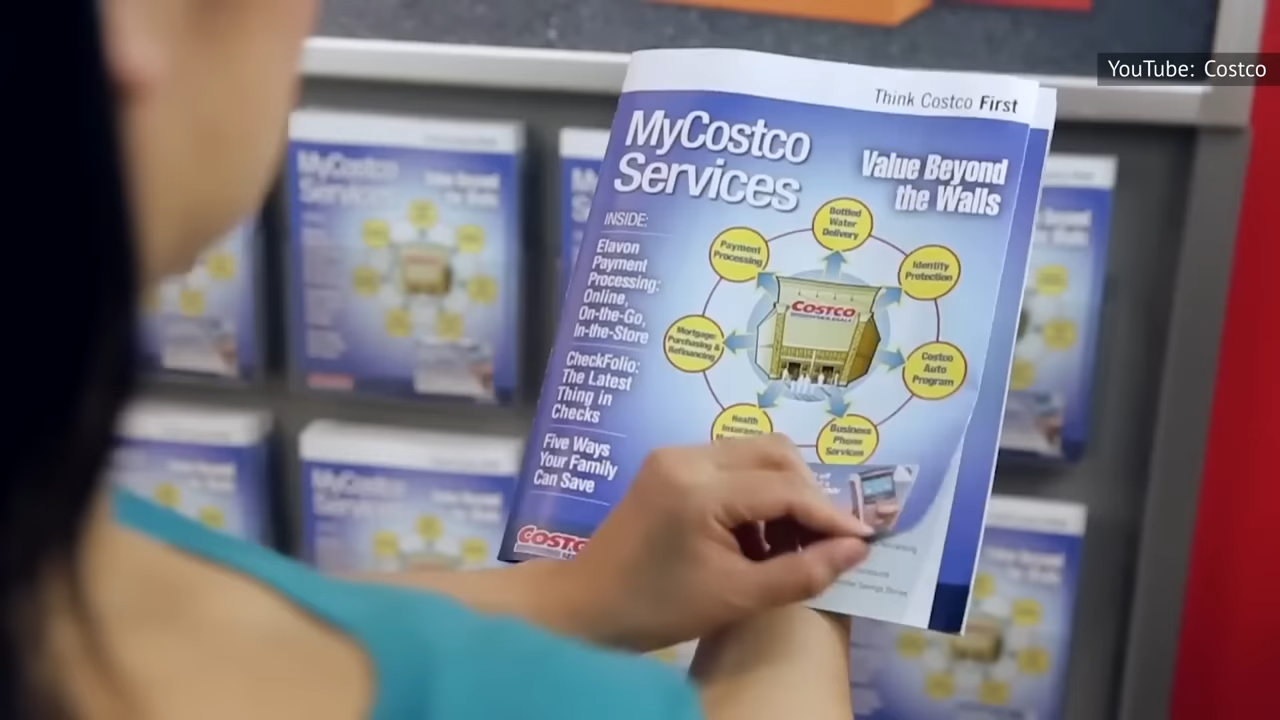 YouTube: Costco
Think Costco First
MyCostco
Services
Value Beyond
the Walls
INSIDE:
Elavon
Payment
Processing:
Online,
On-the-Go,
In-the-Store
CheckFolio:
The Latest
Thing in
Checks
Five Ways
Your Family
Can Save
Bottled
Water
Delivery
Payment
Processing
Identity
Protection
COSTCO
Mortgage:
Purchasing &
Refinancing
Costco
Auto
Program
Health
Insurance
Business
Phone
Services
MyCostco
Services